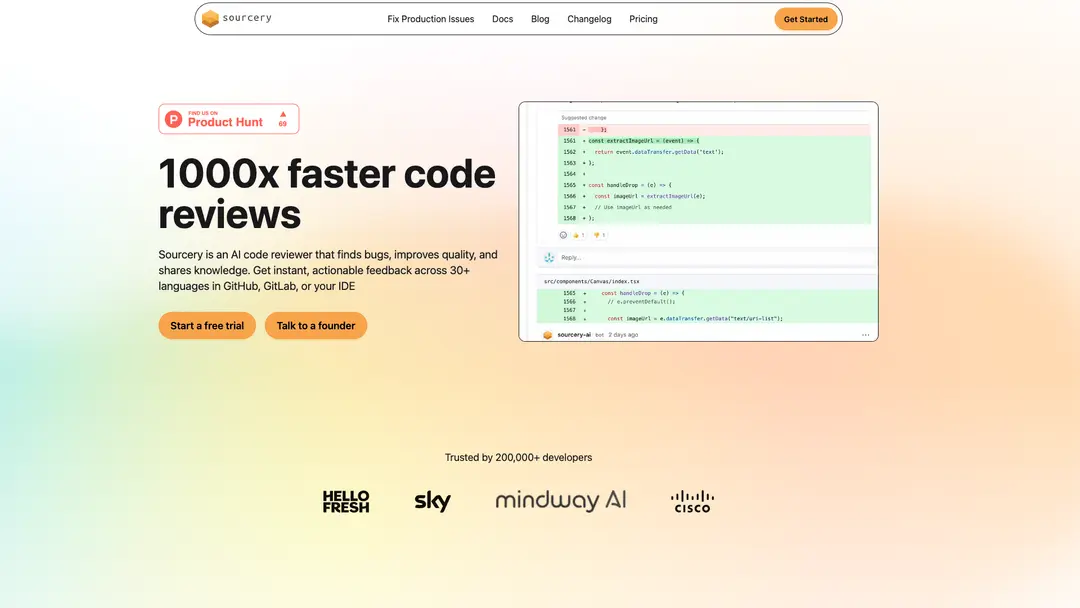 sourcery
Fix Production Issues
Docs
Blog
Changelog
Pricing
Get Started
FIND US ON
Product Hunt
69
1000x faster code
reviews
Sourcery is an AI code reviewer that finds bugs, improves quality, and
shares knowledge. Get instant, actionable feedback across 30+
languages in GitHub, GitLab, or your IDE
Start a free trial
Talk to a founder
Suggested change
1561 - };
1561 + const extractImageUrl = (event) => {
1562 + return event.dataTransfer.getData('text');
1563 + };
1564 +
1565 + const handleDrop = (e) => {
1566 + const imageUrl = extractImageUrl(e);
1567 + // Use imageUrl as needed
1568 + };
1
1
Reply...
src/components/Canvas/index.tsx
1565 + const handleDrop = (e) => {
1566 + // e.preventDefault();
1567 +
1568 + const imageUrl = e.dataTransfer.getData("text/uri-list");
sourcery-ai bot 2 days ago
Trusted by 200,000+ developers
HELLO
FRESH
sky
mindway AI
CISCO